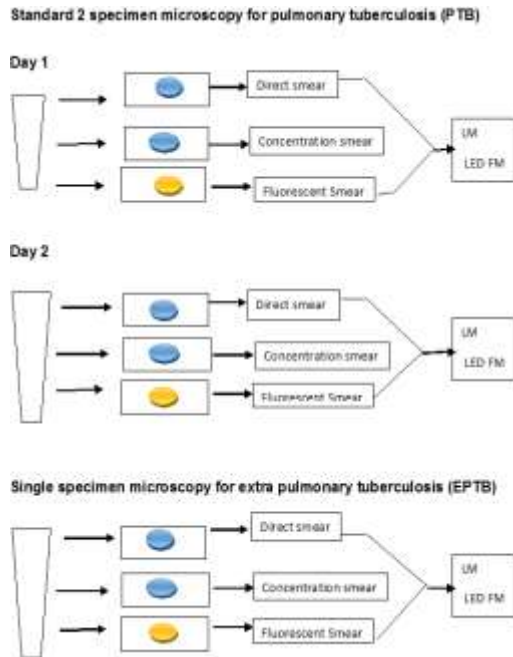 Standard 2 specimen microscopy for pulmonary tuberculosis (PTB)
Day 1
Direct smear
Concentration smear
Fluorescent Smear
LM
LED FM
Day 2
Direct smear
Concentration smear
Fluorescent Smear
LM
LED FM
Single specimen microscopy for extra pulmonary tuberculosis (EPTB)
Direct smear
Concentration smear
Fluorescent Smear
LM
LED FM